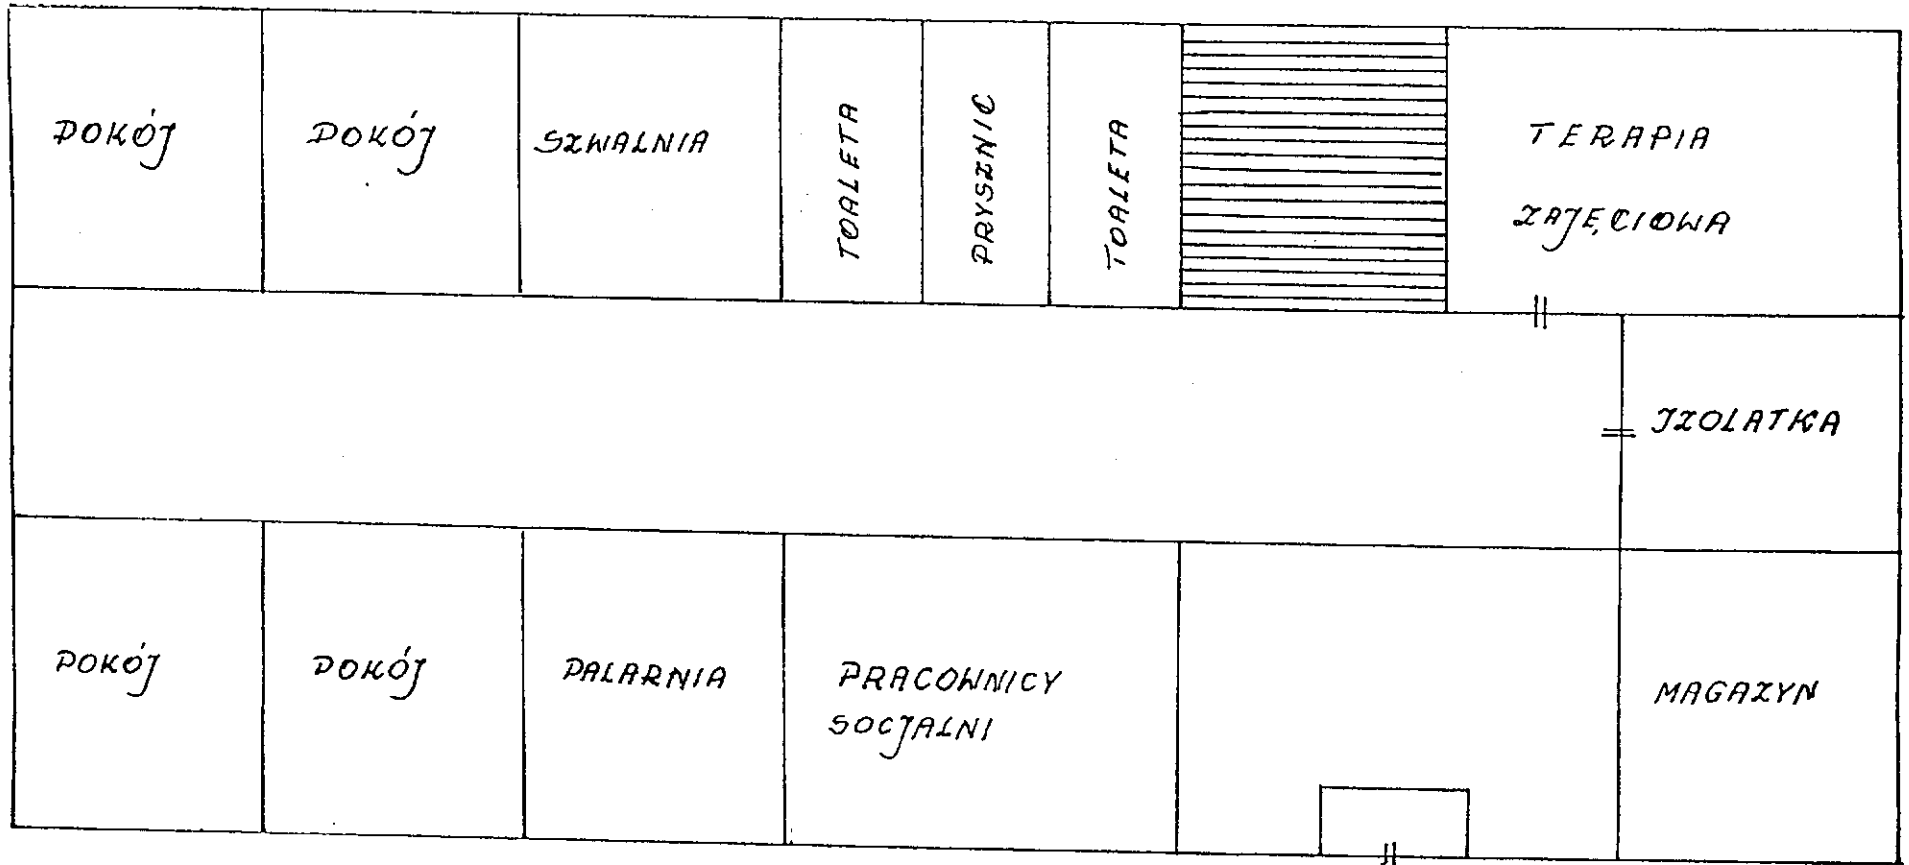 POKÓJ
POKÓJ
SZWALNIA
TOALETA
PRYSZNIC
TOALETA
TERAPIA
ZAJĘCIOWA
IZOLATKA
POKÓJ
POKÓJ
PALARNIA
PRACOWNICY
SOCJALNI
MAGAZYN